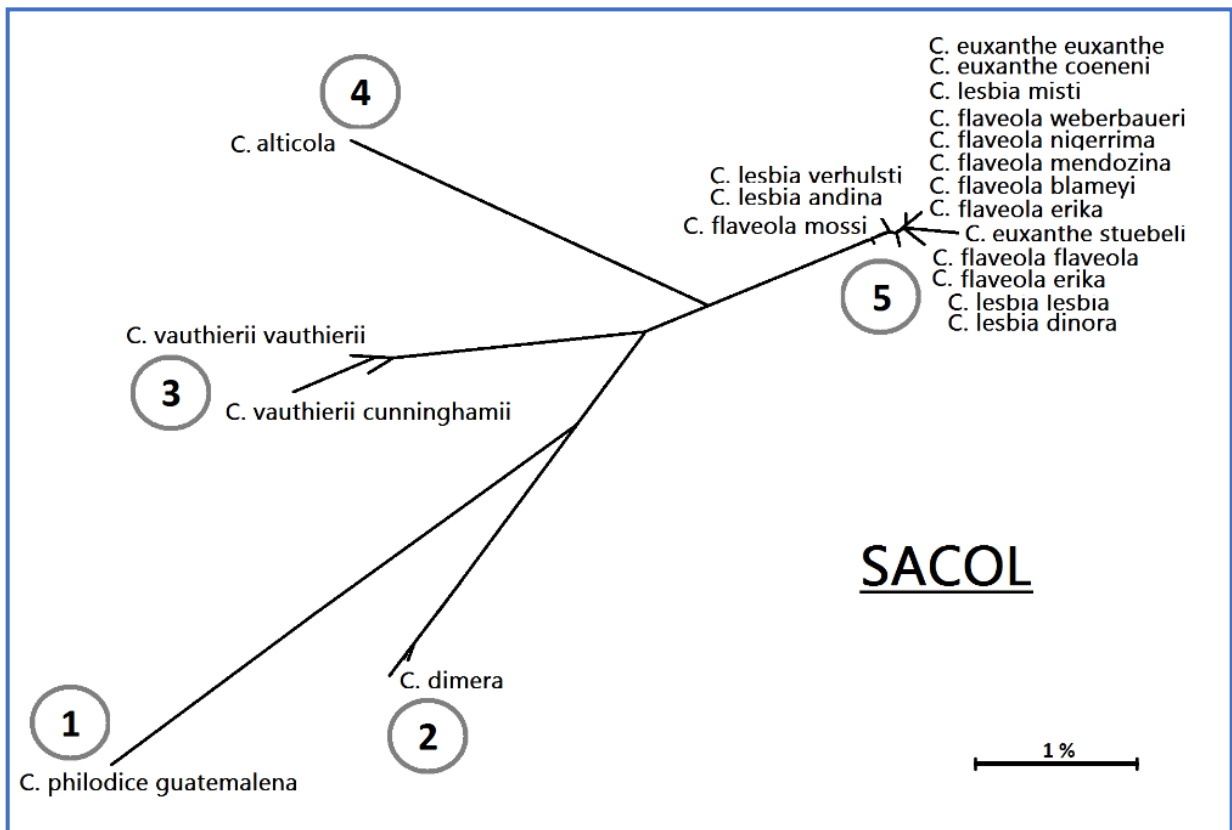 C. euxanthe euxanthe
C. euxanthe coeneni
C. lesbia misti
C. flaveola weberbaueri
C. flaveola nigerrima
C. flaveola mendozina
C. flaveola blameyi
C. flaveola erika
C. euxanthe stuebeli
C. flaveola flaveola
C. flaveola erika
C. lesbia lesbia
C. lesbia dinora
4
C. alticola
C. lesbia verhulsti
C. lesbia andina
C. flaveola mossi
5
C. vauthierii vauthierii
3
C. vauthierii cunninghamii
SACOL
C. dimera
1
2
1 %
C. philodice guatemalena